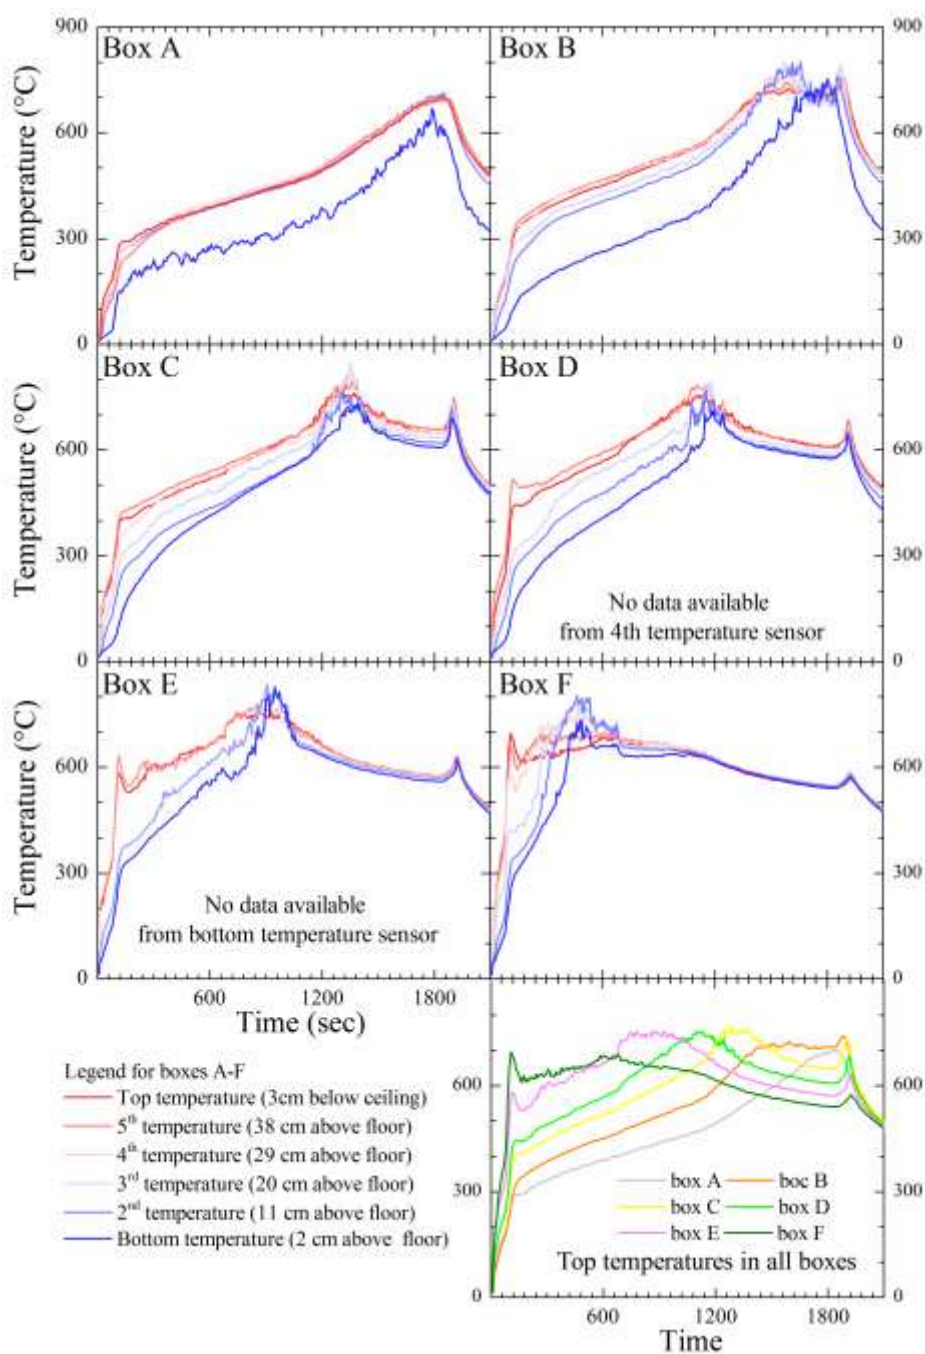 900
Box A
Box B
900
600
600
300
300
0
0
Temperature (°C)
Box C
Box D
600
600
300
300
No data available
from 4th temperature sensor
0
0
Temperature (°C)
Box E
Box F
600
600
300
300
No data available
from bottom temperature sensor
0
0
Temperature (°C)
600
1200
1800
Time (sec)
Legend for boxes A-F
Top temperature (3cm below ceiling)
5th temperature (38 cm above floor)
4th temperature (29 cm above floor)
3rd temperature (20 cm above floor)
2nd temperature (11 cm above floor)
Bottom temperature (2 cm above floor)
600
300
0
box A
boc B
box C
box D
box E
box F
Top temperatures in all boxes
600
1200
1800
Time